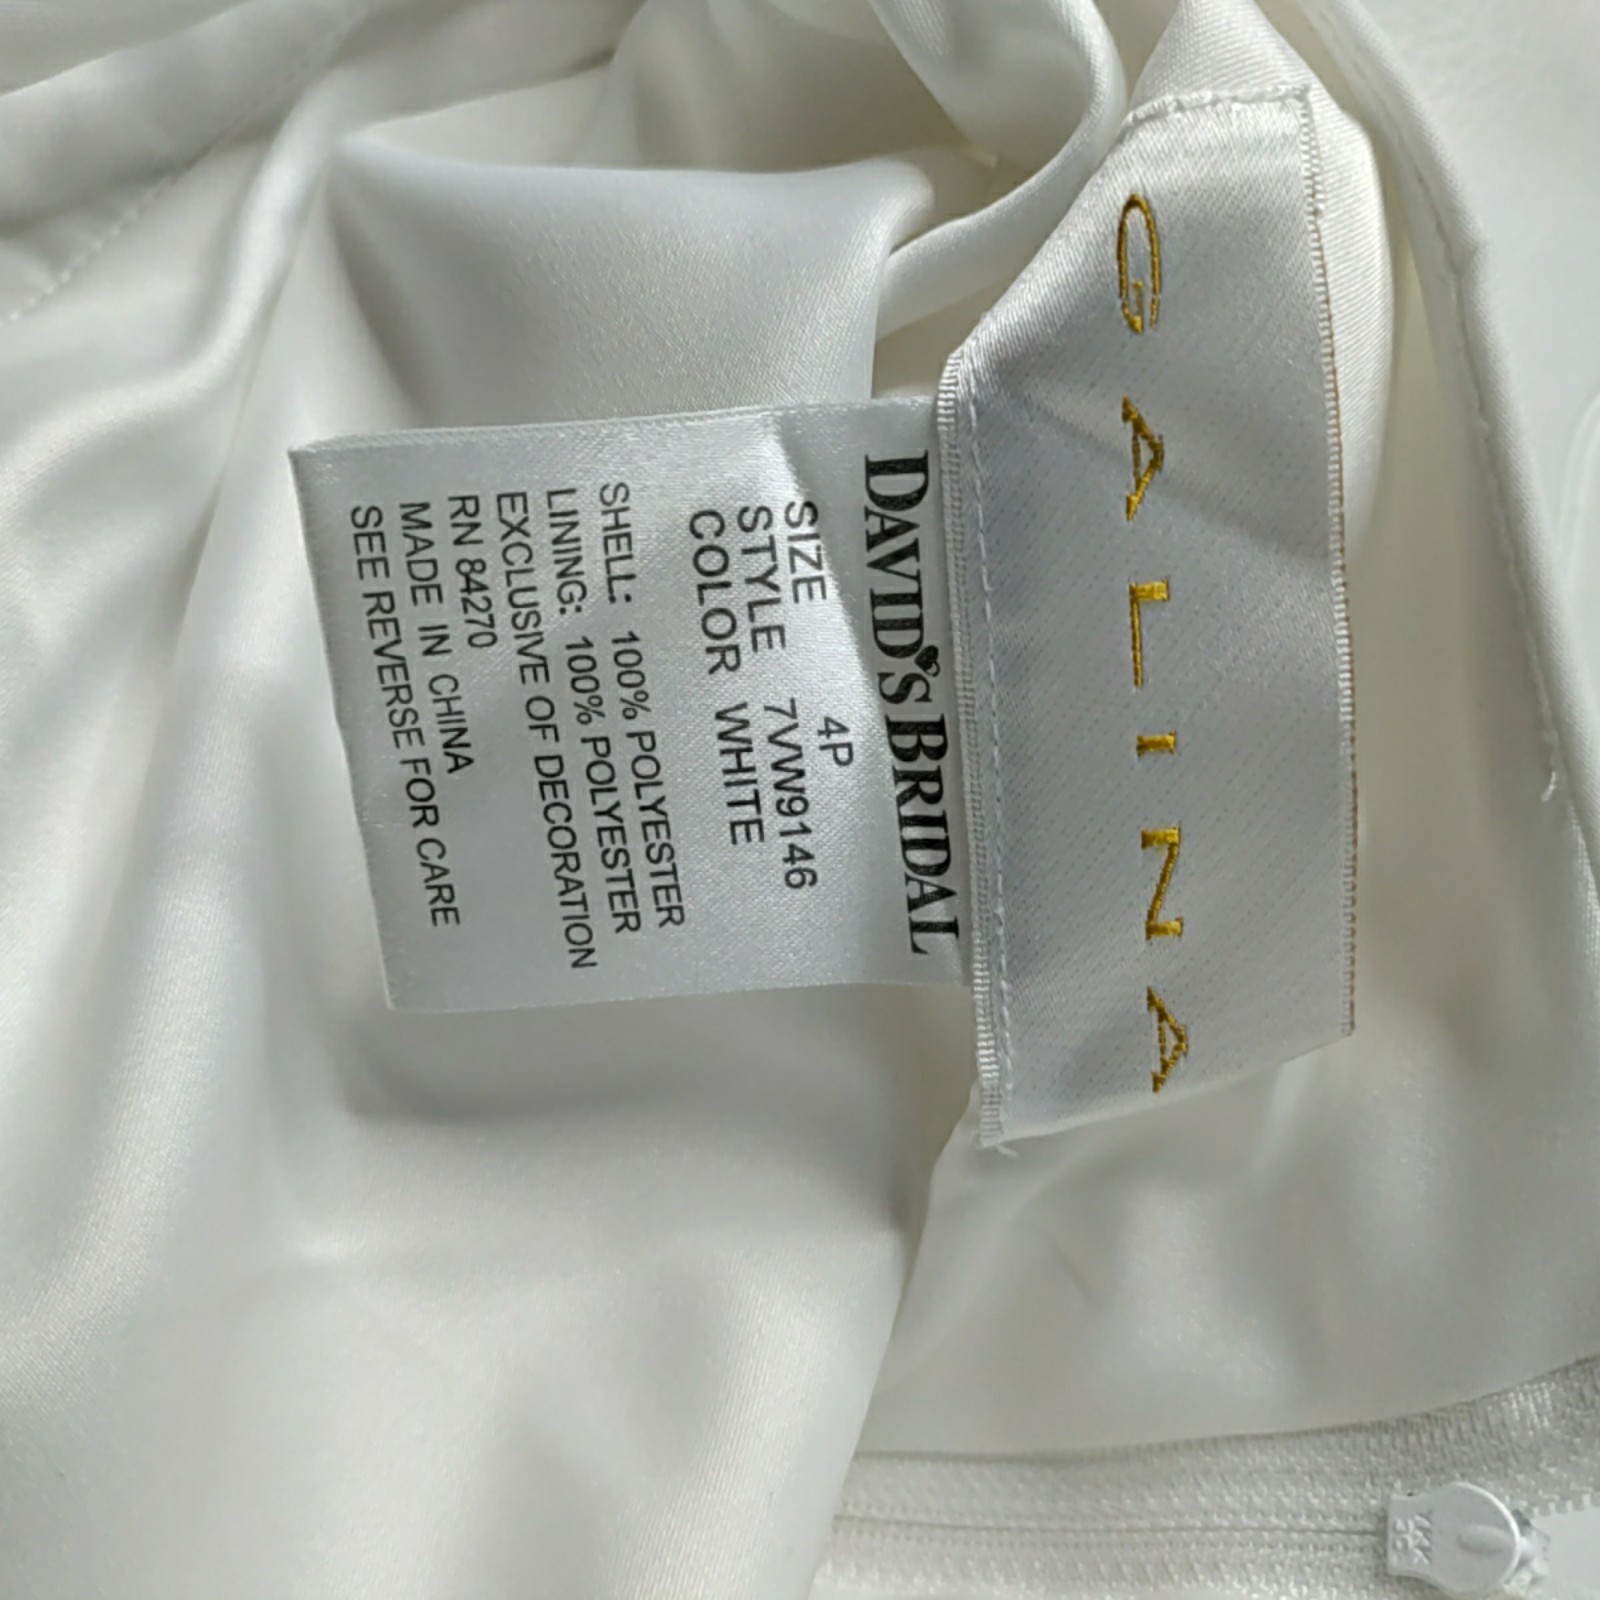 GALINA
DAVID'S BRIDAL
SIZE 4P
STYLE 7VW9146
COLOR WHITE
SHELL: 100% POLYESTER
LINING: 100% POLYESTER
EXCLUSIVE OF DECORATION
RN 84270
MADE IN CHINA
SEE REVERSE FOR CARE
YKK